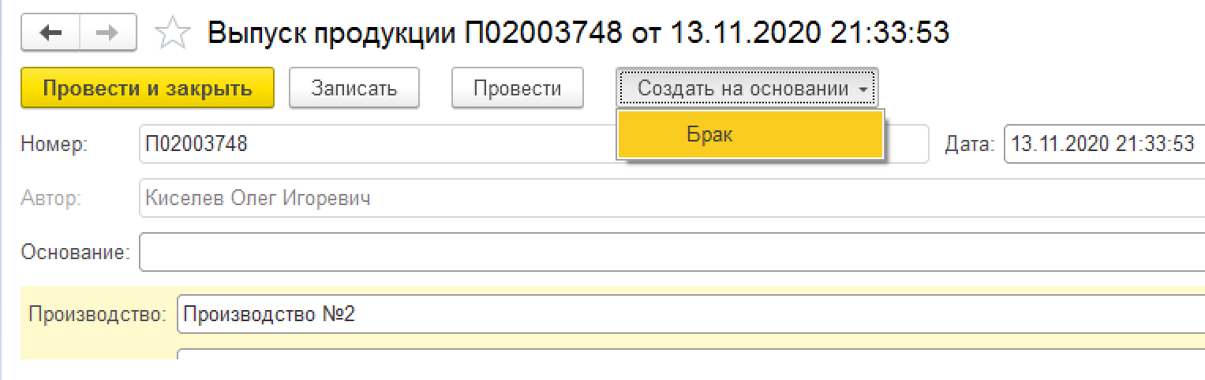 Выпуск продукции П02003748 от 13.11.2020 21:33:53
Провести и закрыть Записать Провести Создать на основании
Брак
Номер: П02003748 Дата: 13.11.2020 21:33:53
Автор: Киселев Олег Игоревич
Основание:
Производство: Производство №2